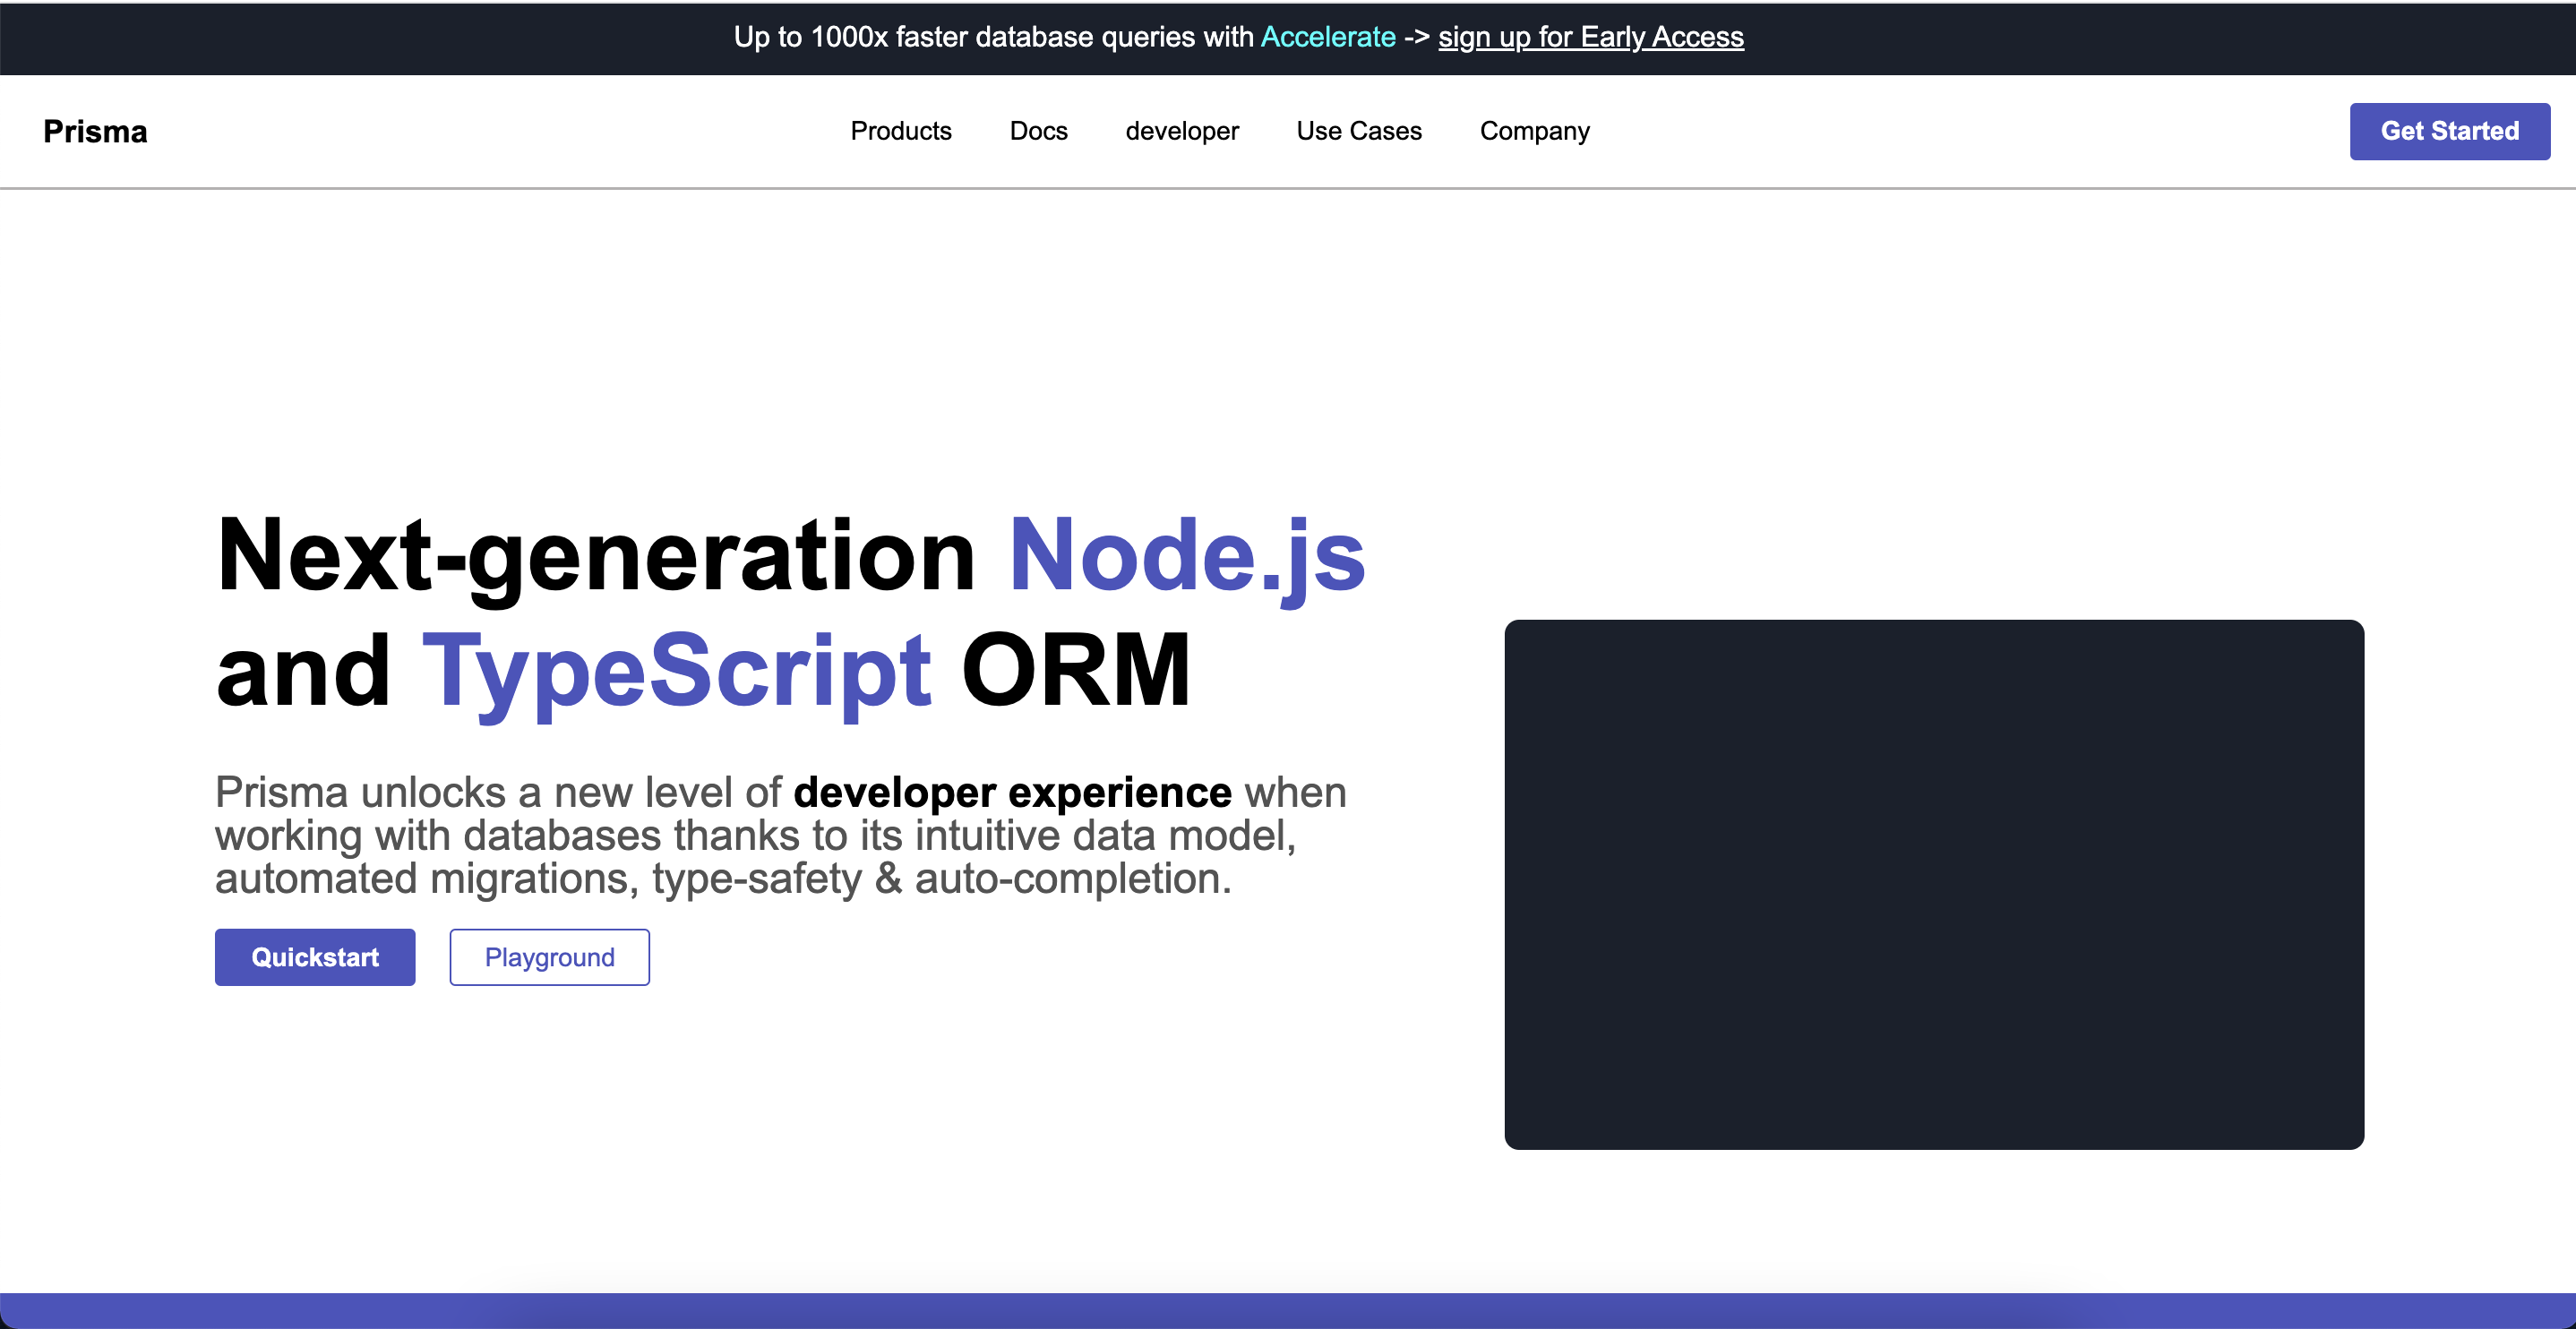 Up to 1000x faster database queries with Accelerate -> sign up for Early Access
Prisma
Products
Docs
developer
Use Cases
Company
Get Started
Next-generation Node.js
and TypeScript ORM
Prisma unlocks a new level of developer experience when
working with databases thanks to its intuitive data model,
automated migrations, type-safety & auto-completion.
Quickstart
Playground